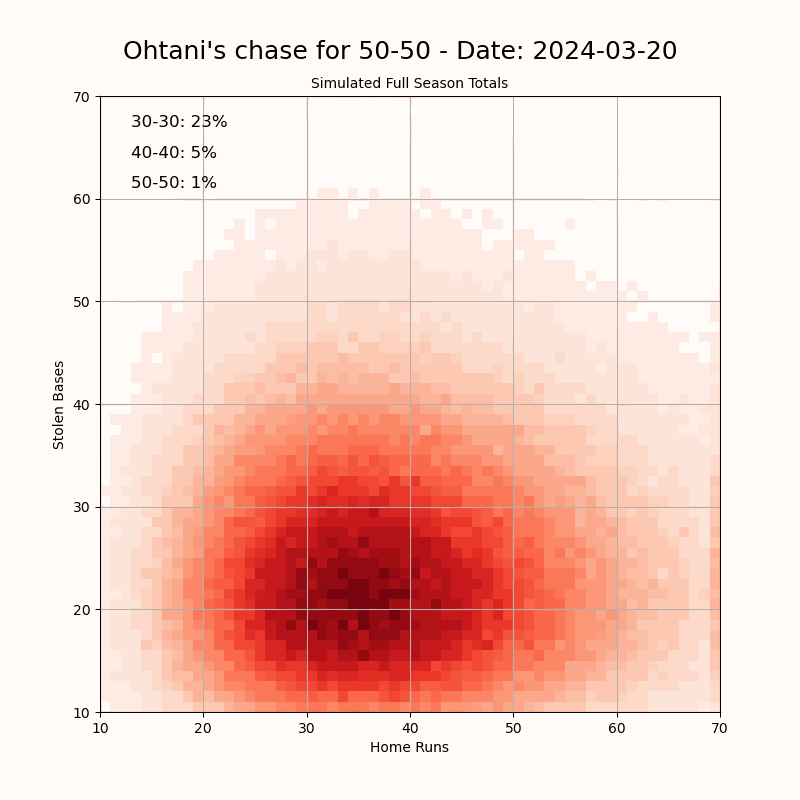 Ohtani's chase for 50-50 - Date: 2024-03-20
Simulated Full Season Totals
30-30: 23%
40-40: 5%
50-50: 1%
70
60
50
40
30
20
10
Stolen Bases
10 20 30 40 50 60 70
Home Runs